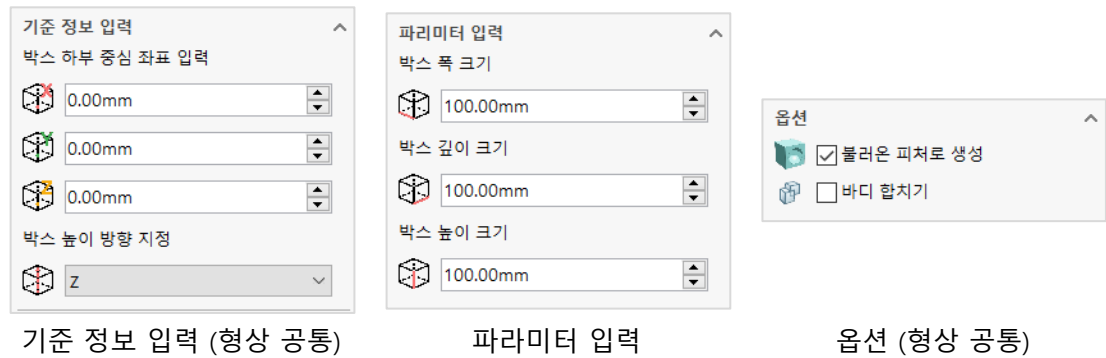 기준 정보 입력
박스 하부 중심 좌표 입력
0.00mm
0.00mm
0.00mm
박스 높이 방향 지정
Z
기준 정보 입력 (형상 공통)
파리미터 입력
박스 폭 크기
100.00mm
박스 깊이 크기
100.00mm
박스 높이 크기
100.00mm
파라미터 입력
옵션
불러온 피처로 생성
바디 합치기
옵션 (형상 공통)